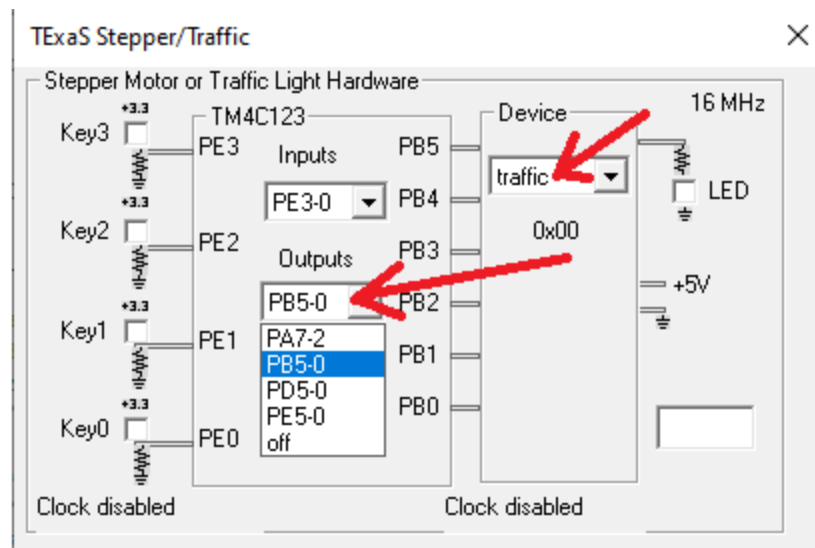 TExaS Stepper/Traffic
Stepper Motor or Traffic Light Hardware
+3.3
Key3
TM4C123
Device
16 MHz
PE3
Inputs
PB5
traffic
PE3-0
PB4
LED
+3.3
Key2
PE2
Outputs
PB3
0x00
PB5-0
PB2
+5V
+3.3
Key1
PE1
PA7-2
PB5-0
PB1
PD5-0
+3.3
Key0
PE0
PE5-0
PB0
off
Clock disabled
Clock disabled